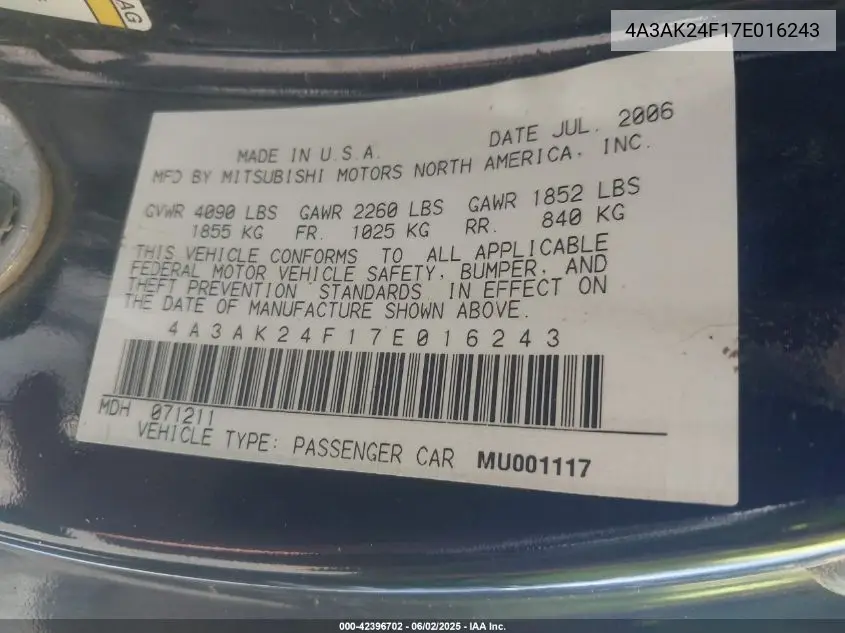 AG
4A3AK24F17E016243
MADE IN U.S.A. DATE JUL. 2006
MFD BY MITSUBISHI MOTORS NORTH AMERICA, INC.
GVWR 4090 LBS GAWR 2260 LBS GAWR 1852 LBS
1855 KG FR. 1025 KG RR. 840 KG
THIS VEHICLE CONFORMS TO ALL APPLICABLE
FEDERAL MOTOR VEHICLE SAFETY, BUMPER, AND
THEFT PREVENTION STANDARDS IN EFFECT ON
THE DATE OF MANUFACTURE SHOWN ABOVE.
4A3AK24F17E016243
MDH 071211
VEHICLE TYPE: PASSENGER CAR MU001117
000-42396702 - 06/02/2025 - IAA Inc.